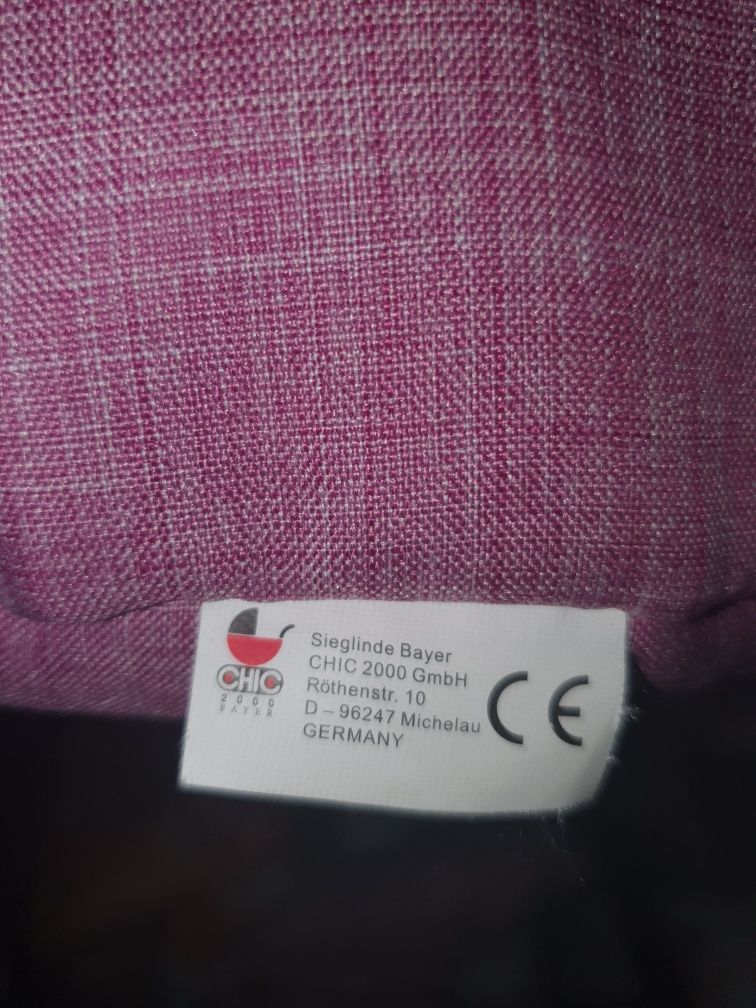 CHIC
2000
BAYER
Sieglinde Bayer
CHIC 2000 GmbH
Röthenstr. 10
D – 96247 Michelau
GERMANY
CE